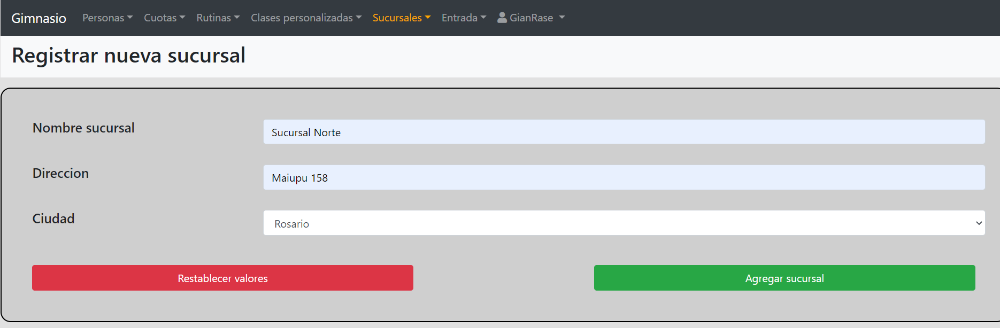 Gimnasio Personas Cuotas Rutinas Clases personalizadas Sucursales Entrada GianRase
Registrar nueva sucursal
Nombre sucursal Sucursal Norte
Direccion Maiupu 158
Ciudad Rosario
Restablecer valores Agregar sucursal